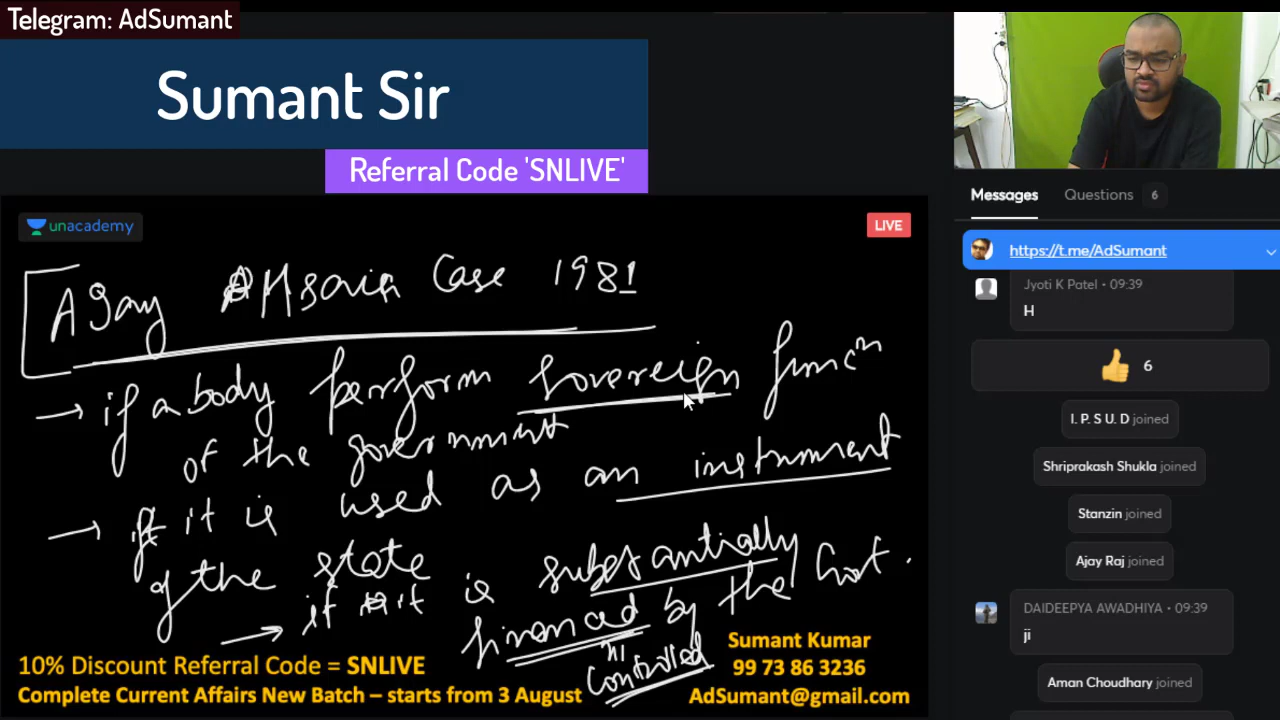 Telegram: AdSumant
Sumant Sir
Referral Code 'SNLIVE'
unacademy
LIVE
Ajay Hsain Case 1981
→ if a body perform sovereign funcn
of the government
→ if it is used as an instrument
of the state
→ if it is substantially
financed by the Govt.
controlled
10% Discount Referral Code = SNLIVE
Complete Current Affairs New Batch – starts from 3 August
Sumant Kumar
99 73 86 3236
AdSumant@gmail.com
Messages
Questions 6
https://t.me/AdSumant
Jyoti K Patel • 09:39
H
👍 6
I. P. S U. D joined
Shriprakash Shukla joined
Stanzin joined
Ajay Raj joined
DAIDEEPYA AWADHIYA • 09:39
ji
Aman Choudhary joined